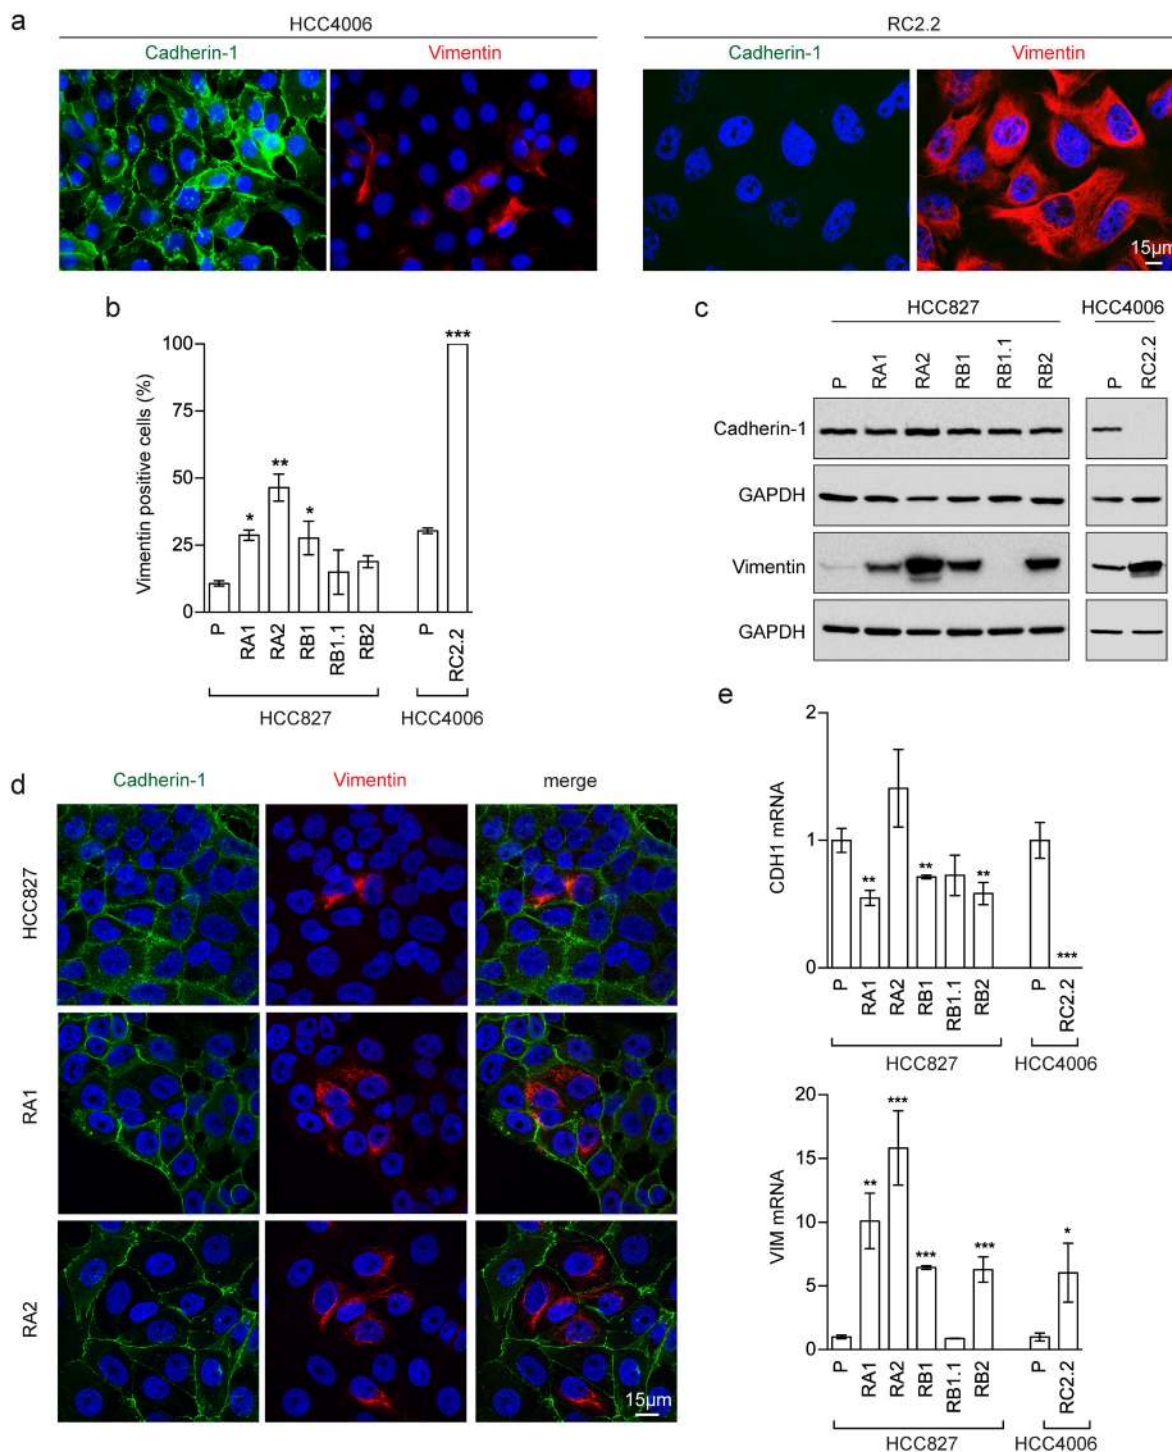 a
HCC4006
RC2.2
Cadherin-1
Vimentin
Cadherin-1
Vimentin
15µm
b
Vimentin positive cells (%)
100
75
50
25
0
*
**
*
***
P
RA1
RA2
RB1
RB1.1
RB2
P
RC2.2
HCC827
HCC4006
c
HCC827
HCC4006
P
RA1
RA2
RB1
RB1.1
RB2
P
RC2.2
Cadherin-1
GAPDH
Vimentin
GAPDH
d
Cadherin-1
Vimentin
merge
HCC827
RA1
RA2
15µm
e
CDH1 mRNA
2
1
0
**
**
**
***
P
RA1
RA2
RB1
RB1.1
RB2
P
RC2.2
HCC827
HCC4006
VIM mRNA
20
15
10
5
0
**
***
***
***
*
P
RA1
RA2
RB1
RB1.1
RB2
P
RC2.2
HCC827
HCC4006